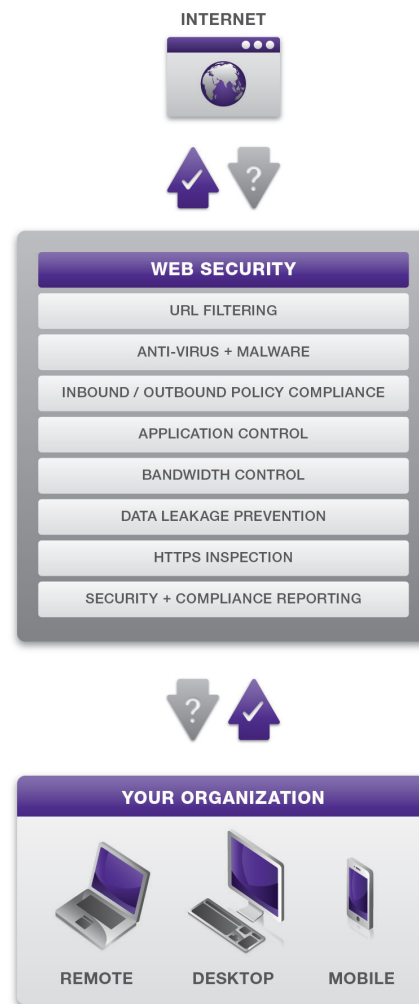 INTERNET
?
WEB SECURITY
URL FILTERING
ANTI-VIRUS + MALWARE
INBOUND / OUTBOUND POLICY COMPLIANCE
APPLICATION CONTROL
BANDWIDTH CONTROL
DATA LEAKAGE PREVENTION
HTTPS INSPECTION
SECURITY + COMPLIANCE REPORTING
?
YOUR ORGANIZATION
REMOTE DESKTOP MOBILE